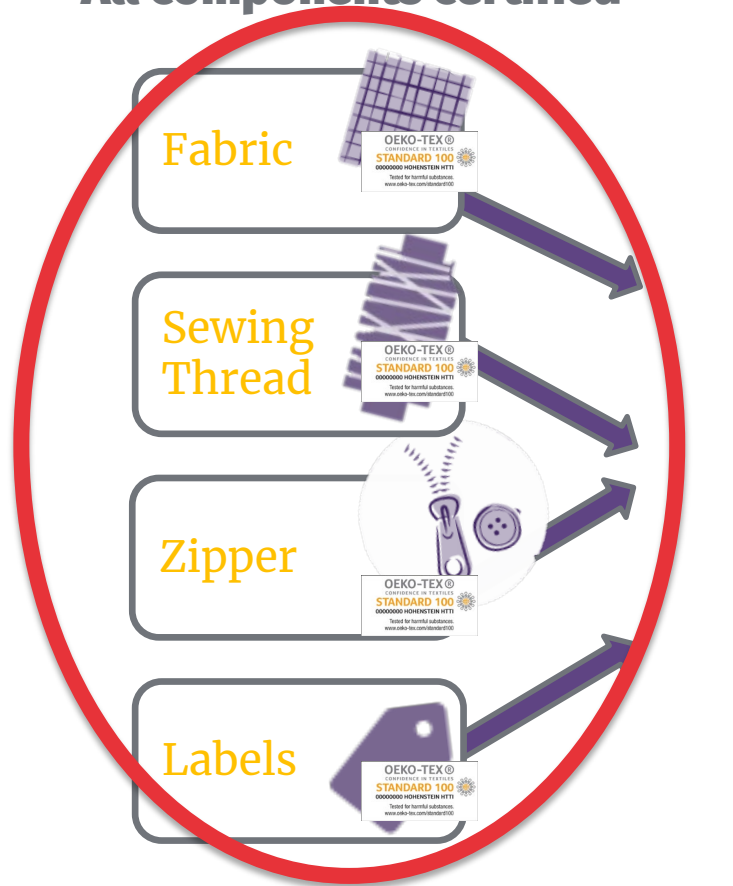 All components certified
Fabric
OEKO-TEX®
CONFIDENCE IN TEXTILES
STANDARD 100
00000000 HOHENSTEIN HTTI
Tested for harmful substances.
www.oeko-tex.com/standard100
Sewing
Thread
OEKO-TEX®
CONFIDENCE IN TEXTILES
STANDARD 100
00000000 HOHENSTEIN HTTI
Tested for harmful substances.
www.oeko-tex.com/standard100
Zipper
OEKO-TEX®
CONFIDENCE IN TEXTILES
STANDARD 100
00000000 HOHENSTEIN HTTI
Tested for harmful substances.
www.oeko-tex.com/standard100
Labels
OEKO-TEX®
CONFIDENCE IN TEXTILES
STANDARD 100
00000000 HOHENSTEIN HTTI
Tested for harmful substances.
www.oeko-tex.com/standard100